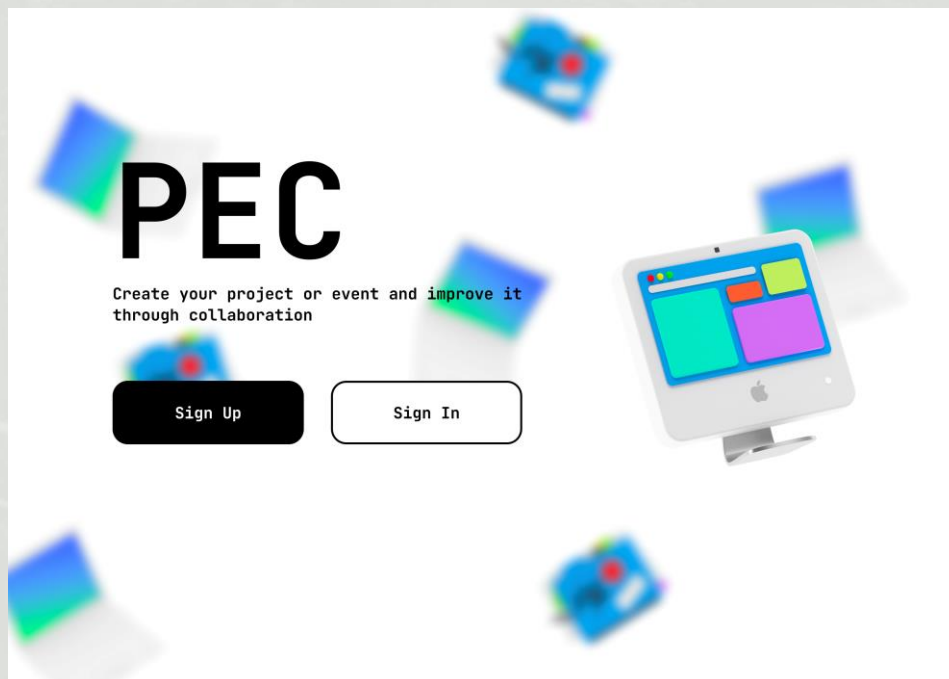 PEC
Create your project or event and improve it
through collaboration
Sign Up
Sign In